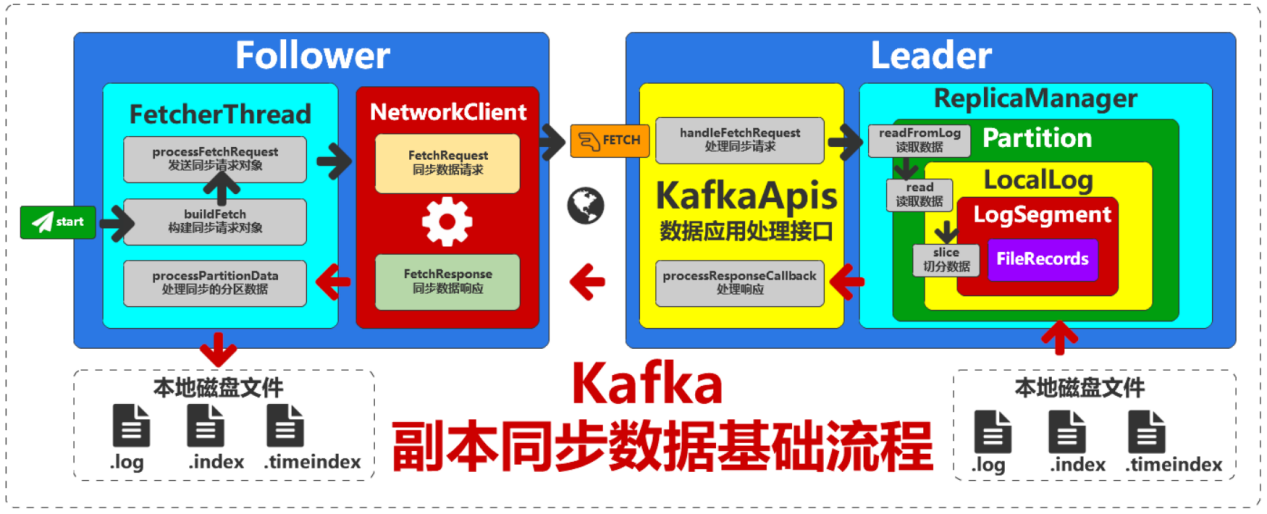 Follower
FetcherThread
processFetchRequest
发送同步请求对象
start
buildFetch
构建同步请求对象
processPartitionData
处理同步的分区数据
NetworkClient
FetchRequest
同步数据请求
FetchResponse
同步数据响应
FETCH
Leader
handleFetchRequest
处理同步请求
KafkaApis
数据应用处理接口
processResponseCallback
处理响应
ReplicaManager
readFromLog
读取数据
Partition
read
读取数据
LocalLog
LogSegment
slice
切分数据
FileRecords
本地磁盘文件
.log
.index
.timeindex
Kafka
副本同步数据基础流程
本地磁盘文件
.log
.index
.timeindex